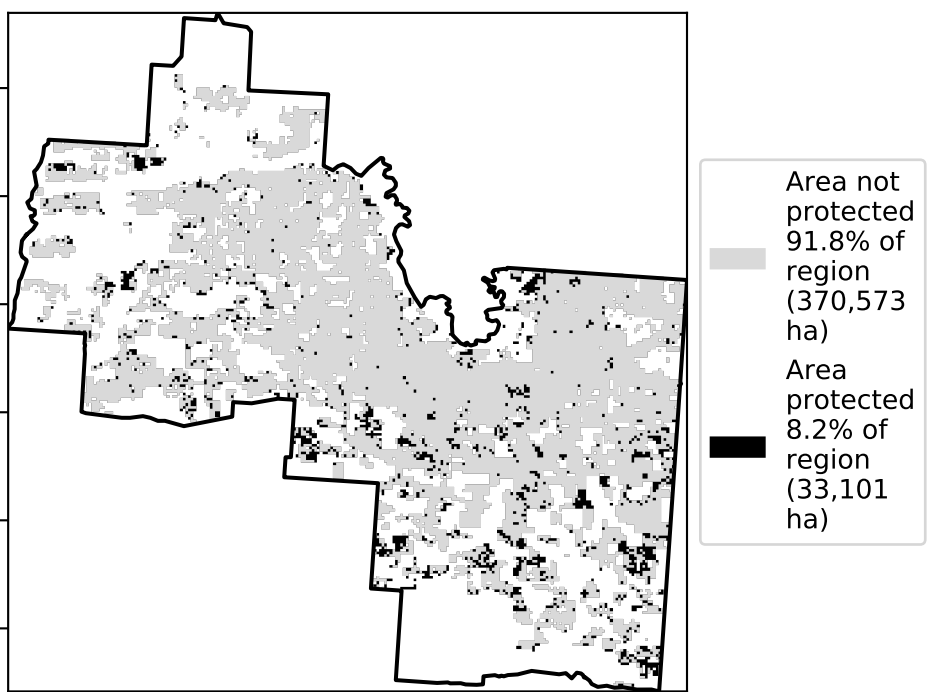 Area not
protected
91.8% of
region
(370,573
ha)
Area
protected
8.2% of
region
(33,101
ha)